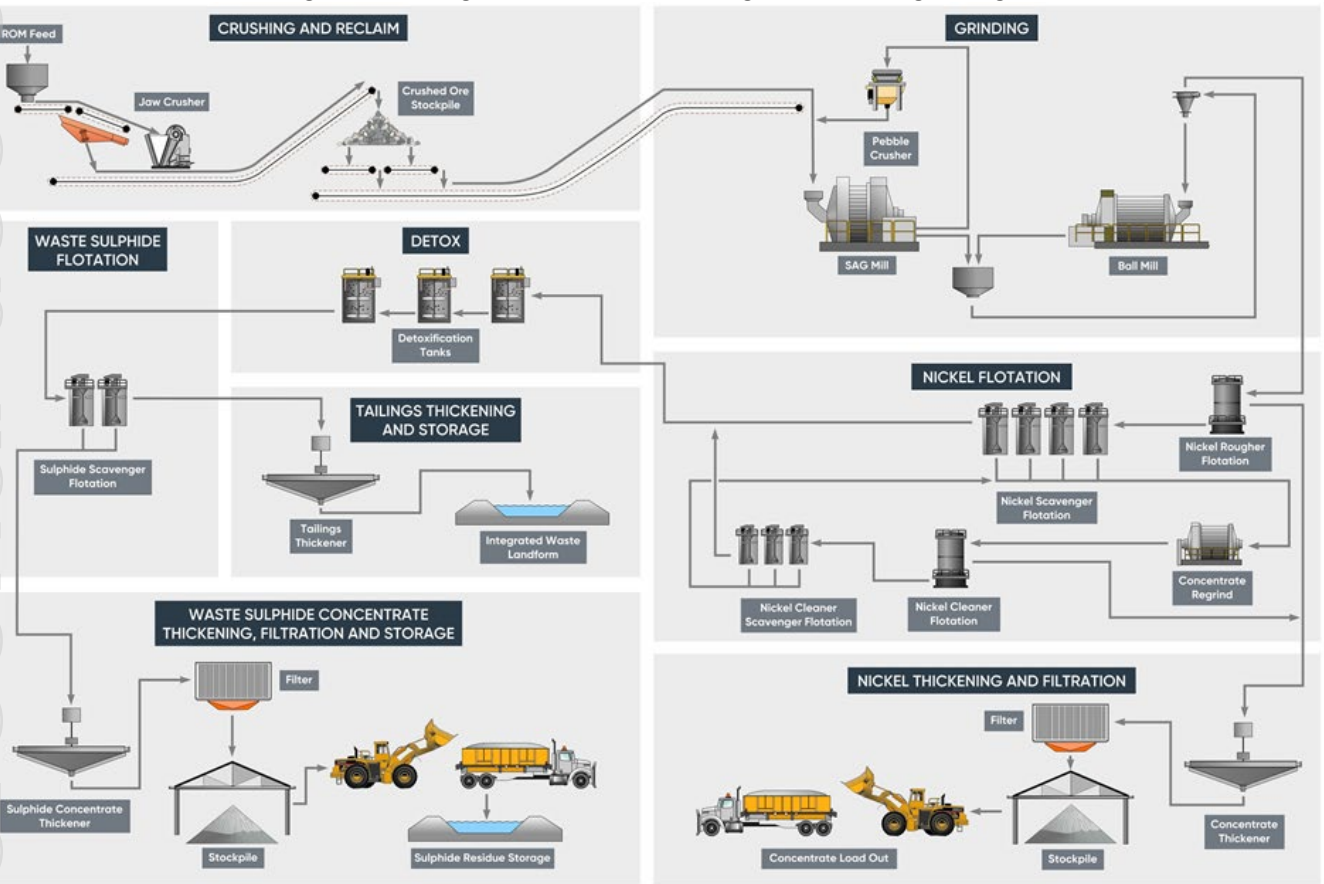 CRUSHING AND RECLAIM
ROM Feed
Jaw Crusher
Crushed Ore
Stockpile
GRINDING
Pebble
Crusher
SAG Mill
Ball Mill
WASTE SULPHIDE
FLOTATION
Sulphide Scavenger
Flotation
DETOX
Detoxification
Tanks
TAILINGS THICKENING
AND STORAGE
Tailings
Thickener
Integrated Waste
Landform
NICKEL FLOTATION
Nickel Rougher
Flotation
Nickel Scavenger
Flotation
Nickel Cleaner
Scavenger Flotation
Nickel Cleaner
Flotation
Concentrate
Regrind
WASTE SULPHIDE CONCENTRATE
THICKENING, FILTRATION AND STORAGE
Filter
Sulphide Concentrate
Thickener
Stockpile
Sulphide Residue Storage
NICKEL THICKENING AND FILTRATION
Filter
Concentrate Load Out
Stockpile
Concentrate
Thickener